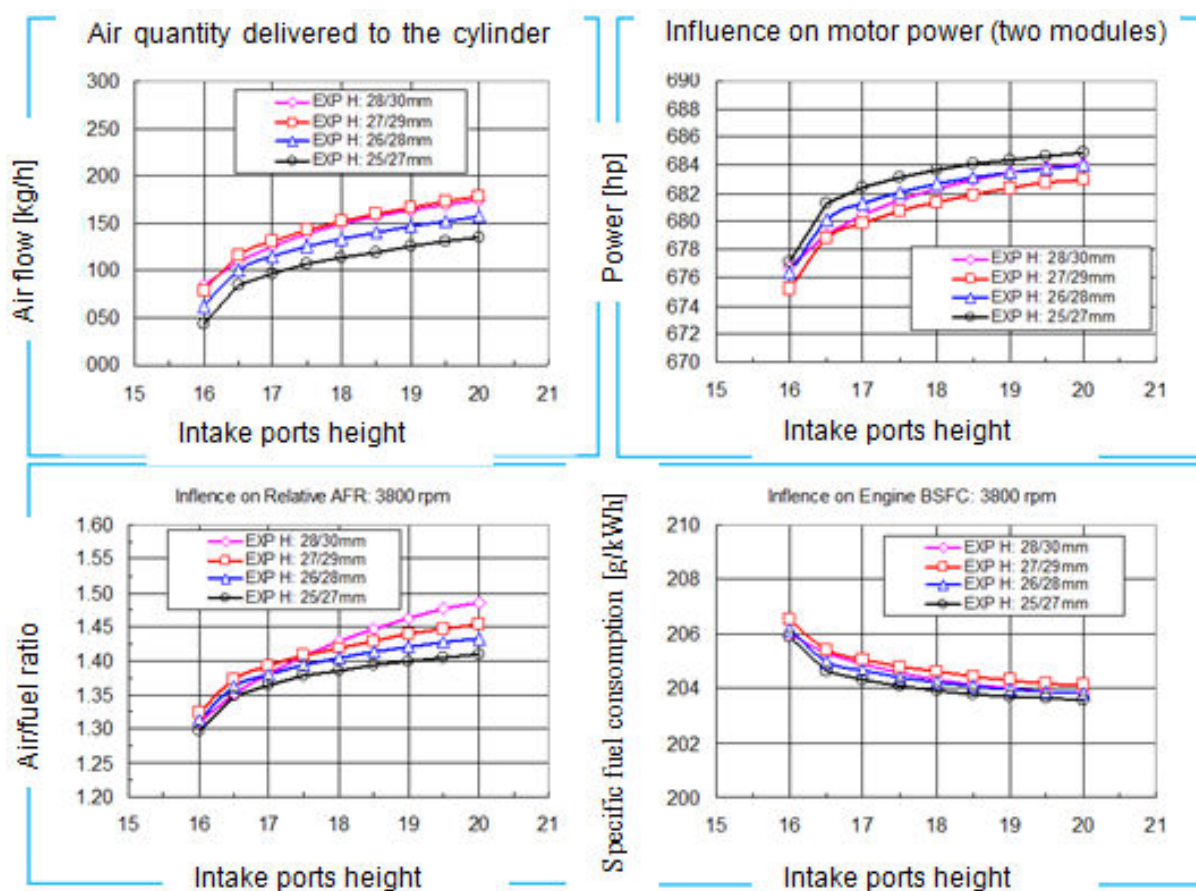 Air quantity delivered to the cylinder
300
250
200
150
100
050
000
Air flow [kg/h]
EXP H: 28/30mm
EXP H: 27/29mm
EXP H: 26/28mm
EXP H: 25/27mm
15 16 17 18 19 20 21
Intake ports height
Influence on motor power (two modules)
690
688
686
684
682
680
678
676
674
672
670
Power [hp]
EXP H: 28/30mm
EXP H: 27/29mm
EXP H: 26/28mm
EXP H: 25/27mm
15 16 17 18 19 20 21
Intake ports height
Inflence on Relative AFR: 3800 rpm
1.60
1.55
1.50
1.45
1.40
1.35
1.30
1.25
1.20
Air/fuel ratio
EXP H: 28/30mm
EXP H: 27/29mm
EXP H: 26/28mm
EXP H: 25/27mm
15 16 17 18 19 20 21
Intake ports height
Inflence on Engine BSFC: 3800 rpm
210
208
206
204
202
200
Specific fuel consomption [g/kWh]
EXP H: 28/30mm
EXP H: 27/29mm
EXP H: 26/28mm
EXP H: 25/27mm
15 16 17 18 19 20 21
Intake ports height